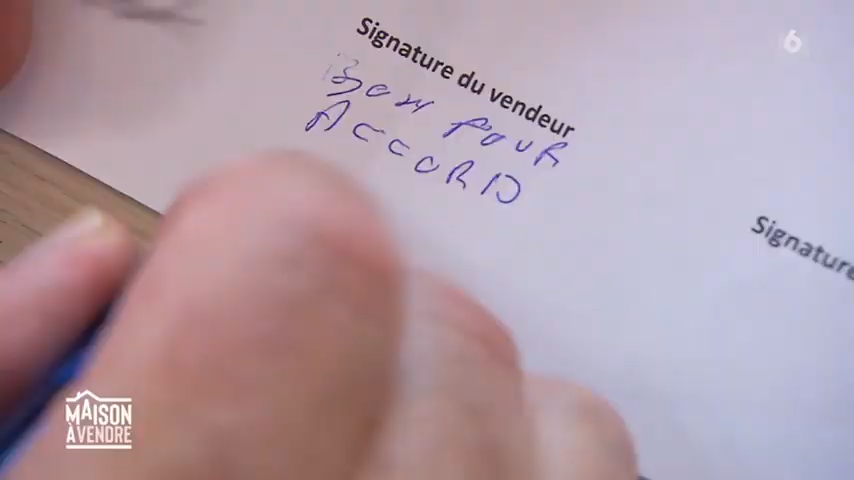 Signature du vendeur
Bon pour
ACCORD
Signature
6
MAISON
À VENDRE